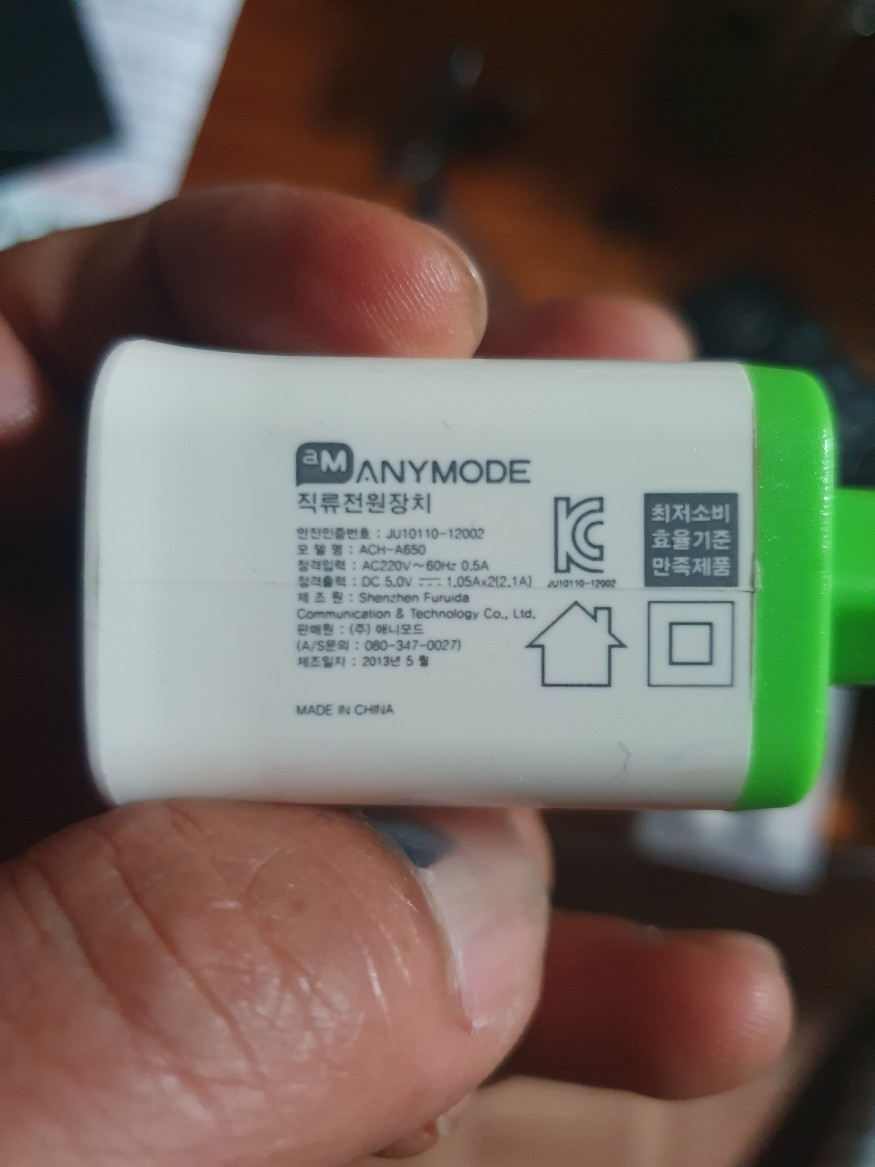 aM ANYMODE
직류전원장치
안전인증번호 : JU10110-12002
모 델 명 : ACH-A650
정격입력 : AC220V~60Hz 0.5A
정격출력 : DC 5.0V ⎓ 1.05Ax2(2.1A)
제 조 원 : Shenzhen Furuida
Communication & Technology Co., Ltd.
판매원 : (주) 애니모드
(A/S문의 : 080-347-0027)
제조일자 : 2013년 5 월
MADE IN CHINA
KC
JU10110-12002
최저소비
효율기준
만족제품